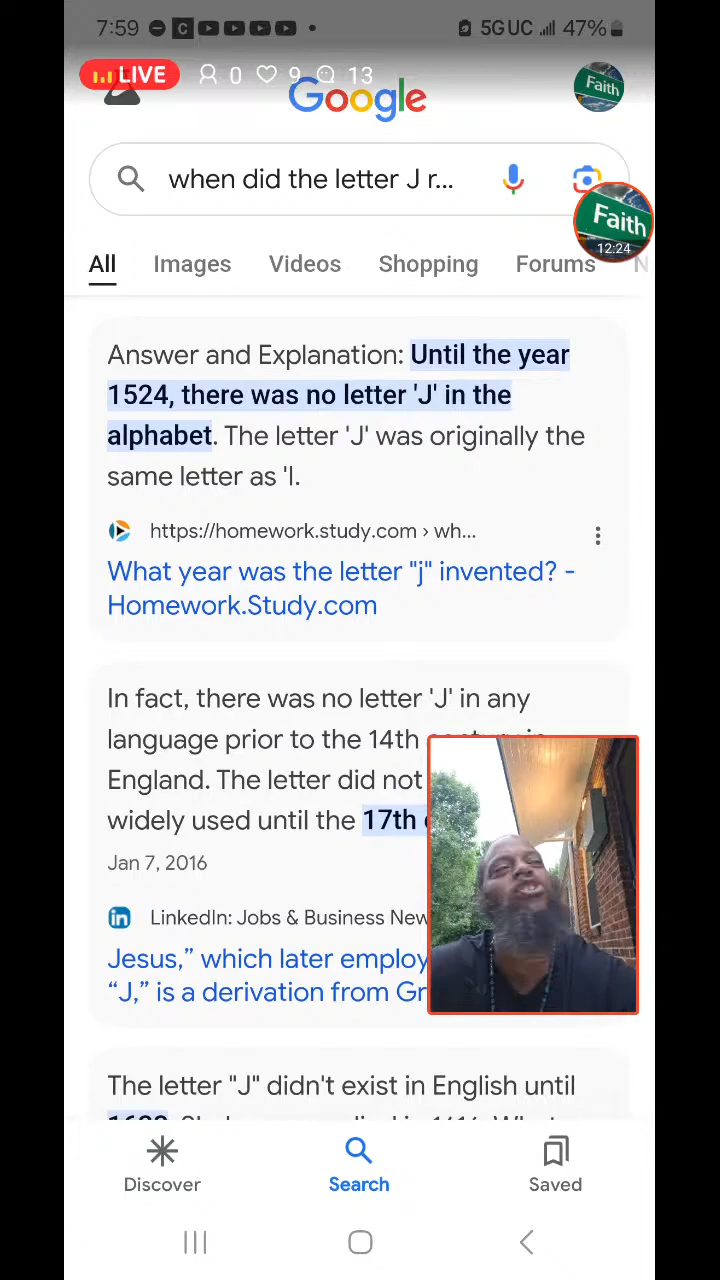 7:59
5G UC 47%
LIVE 0 9 13
Google
Faith
when did the letter J r...
Faith
12:24
All Images Videos Shopping Forums N
Answer and Explanation: Until the year
1524, there was no letter 'J' in the
alphabet. The letter 'J' was originally the
same letter as 'I.
https://homework.study.com › wh...
What year was the letter "j" invented? -
Homework.Study.com
In fact, there was no letter 'J' in any
language prior to the 14th
England. The letter did not
widely used until the 17th
Jan 7, 2016
in LinkedIn: Jobs & Business New
Jesus,” which later employ
“J,” is a derivation from Gr
The letter "J" didn't exist in English until
Discover Search Saved